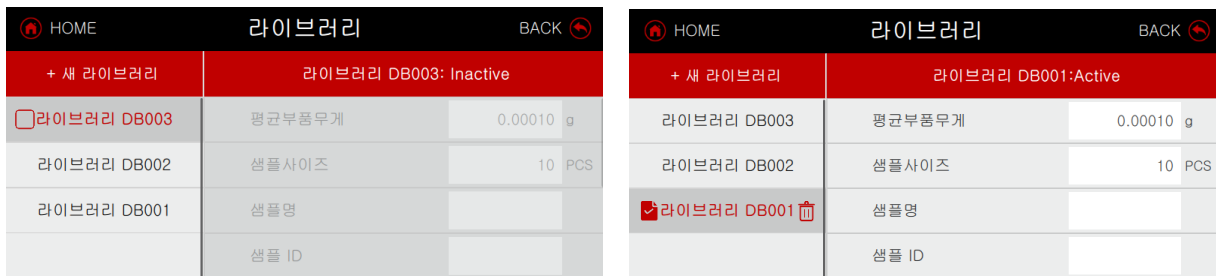 HOME 라이브러리 BACK
+ 새 라이브러리 라이브러리 DB003: Inactive
라이브러리 DB003 평균부품무게 0.00010 g
라이브러리 DB002 샘플사이즈 10 PCS
라이브러리 DB001 샘플명
샘플 ID
HOME 라이브러리 BACK
+ 새 라이브러리 라이브러리 DB001:Active
라이브러리 DB003 평균부품무게 0.00010 g
라이브러리 DB002 샘플사이즈 10 PCS
라이브러리 DB001 샘플명
샘플 ID